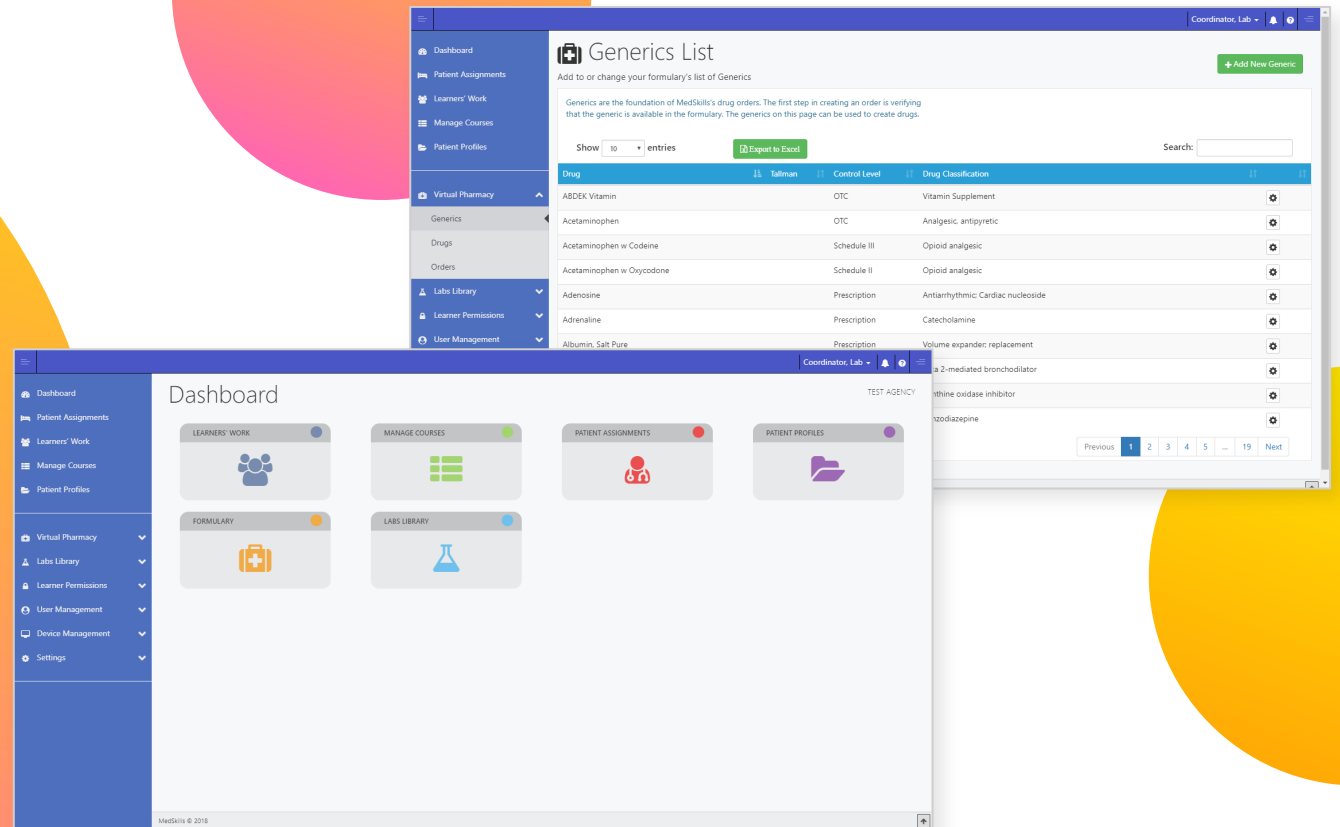 Coordinator, Lab
Dashboard
Patient Assignments
Learners' Work
Manage Courses
Patient Profiles
Virtual Pharmacy
Generics
Drugs
Orders
Labs Library
Learner Permissions
User Management
Generics List
Add to or change your formulary's list of Generics
+ Add New Generic
Generics are the foundation of MedSkills's drug orders. The first step in creating an order is verifying
that the generic is available in the formulary. The generics on this page can be used to create drugs.
Show 10 entries Export to Excel Search:
Drug Tallman Control Level Drug Classification
ABDEK Vitamin OTC Vitamin Supplement
Acetaminophen OTC Analgesic, antipyretic
Acetaminophen w Codeine Schedule III Opioid analgesic
Acetaminophen w Oxycodone Schedule II Opioid analgesic
Adenosine Prescription Antiarrhythmic; Cardiac nucleoside
Adrenaline Prescription Catecholamine
Albumin, Salt Pure Prescription Volume expander; replacement
2-mediated bronchodilator
oxidase inhibitor
Previous 1 2 3 4 5 ... 19 Next
Coordinator, Lab
Dashboard
Patient Assignments
Learners' Work
Manage Courses
Patient Profiles
Virtual Pharmacy
Labs Library
Learner Permissions
User Management
Device Management
Settings
Dashboard
TEST AGENCY
LEARNERS' WORK MANAGE COURSES PATIENT ASSIGNMENTS PATIENT PROFILES
FORMULARY LABS LIBRARY
MedSkills © 2018